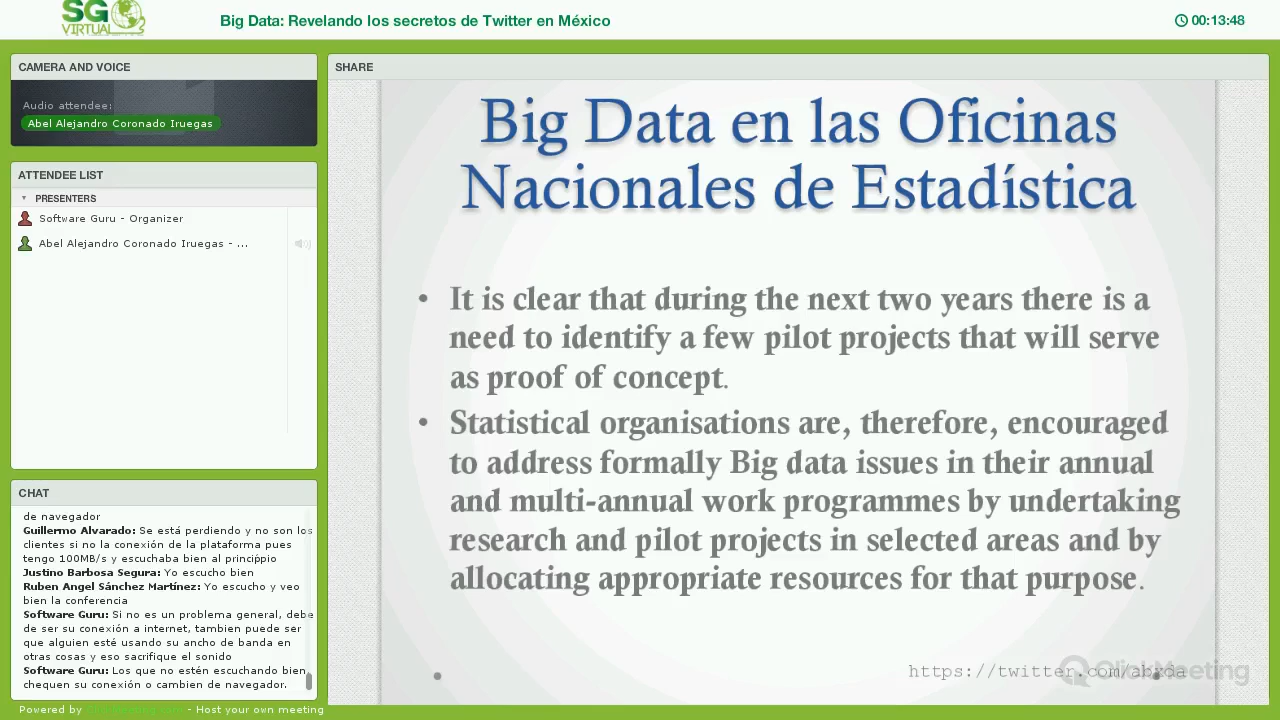 SG
VIRTUAL
Big Data: Revelando los secretos de Twitter en México
00:13:48
CAMERA AND VOICE
Audio attendee:
Abel Alejandro Coronado Iruegas
ATTENDEE LIST
PRESENTERS
Software Guru - Organizer
Abel Alejandro Coronado Iruegas - ...
CHAT
de navegador
Guillermo Alvarado: Se está perdiendo y no son los
clientes si no la conexión de la plataforma pues
tengo 100MB/s y escuchaba bien al princippio
Justino Barbosa Segura: Yo escucho bien
Ruben Angel Sánchez Martínez: Yo escucho y veo
bien la conferencia
Software Guru: Si no es un problema general, debe
de ser su conexión a internet, tambien puede ser
que alguien esté usando su ancho de banda en
otras cosas y eso sacrifique el sonido
Software Guru: Los que no estén escuchando bien,
chequen su conexión o cambien de navegador.
SHARE
Big Data en las Oficinas
Nacionales de Estadística
• It is clear that during the next two years there is a
need to identify a few pilot projects that will serve
as proof of concept.
• Statistical organisations are, therefore, encouraged
to address formally Big data issues in their annual
and multi-annual work programmes by undertaking
research and pilot projects in selected areas and by
allocating appropriate resources for that purpose.
https://twitter.com/
ClickMeeting
Powered by ClickMeeting.com - Host your own meeting